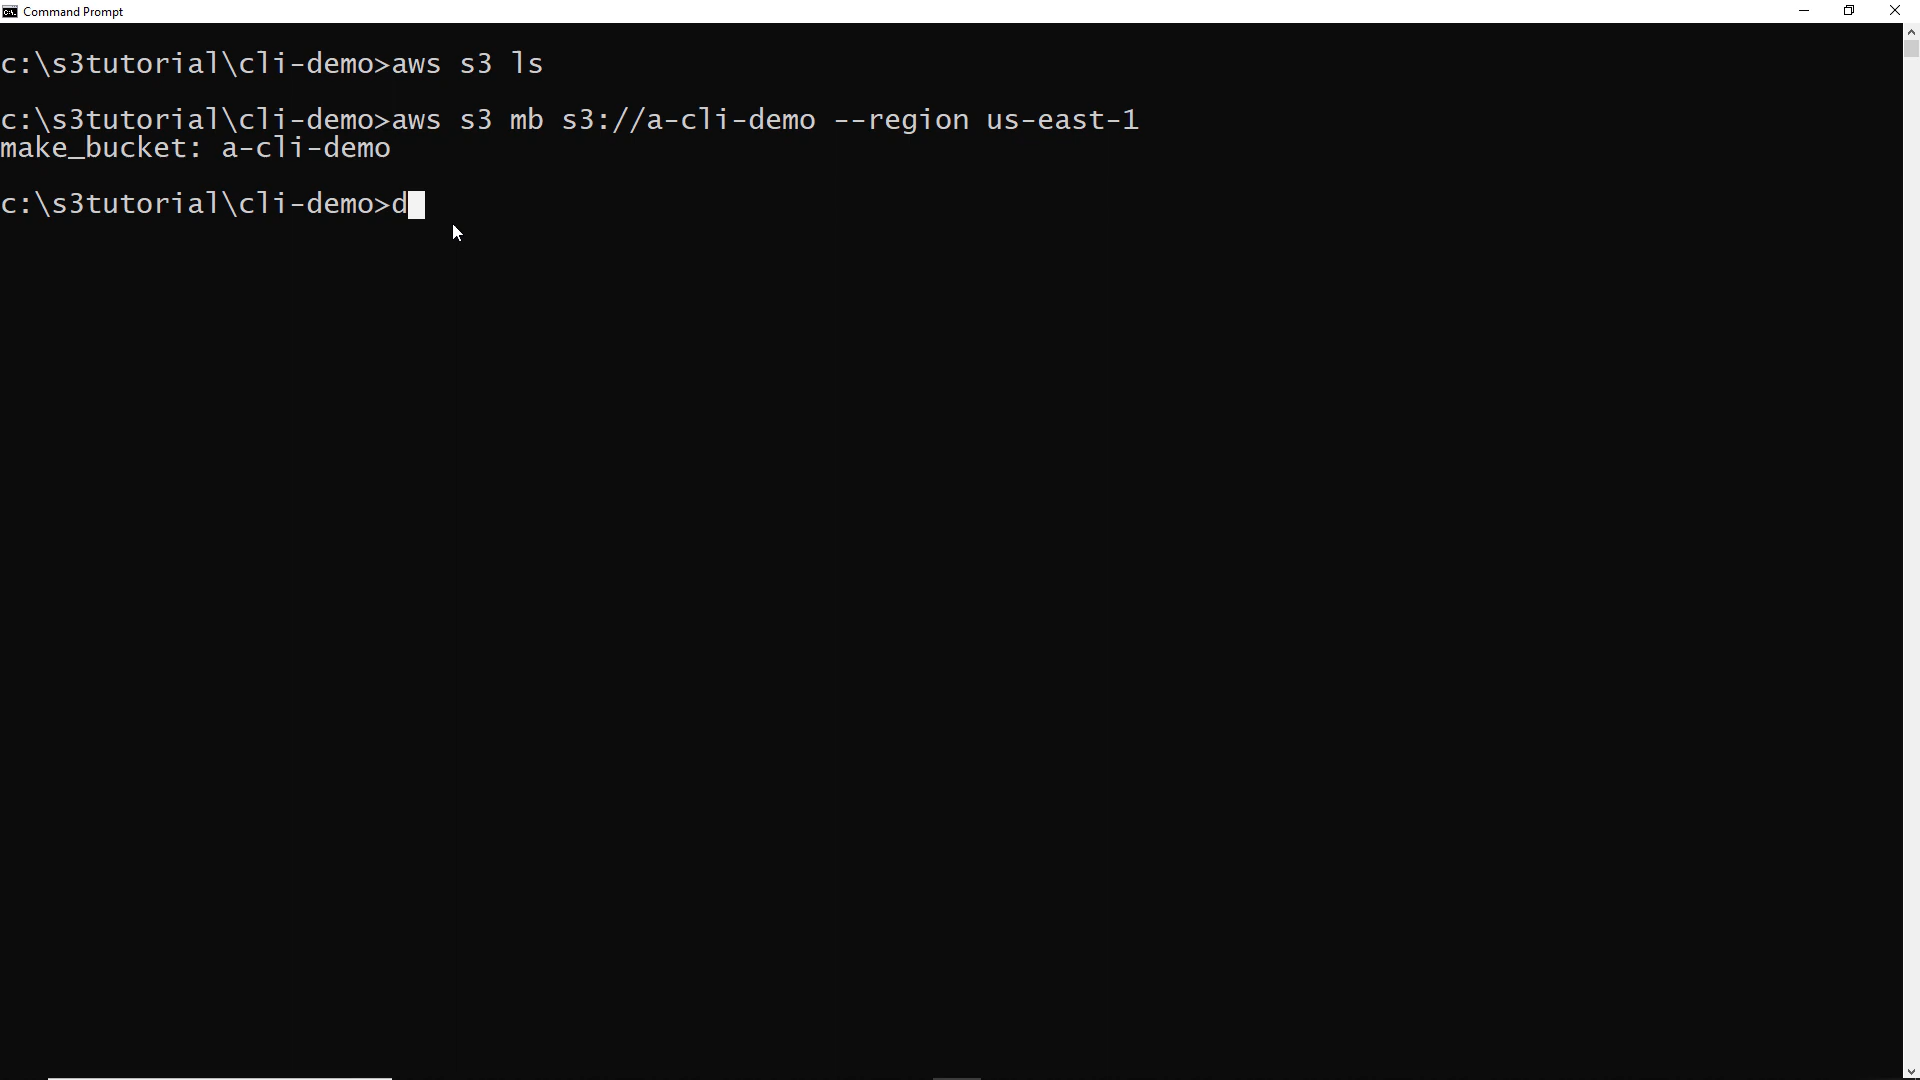 Command Prompt
c:\s3tutorial\cli-demo>aws s3 ls
c:\s3tutorial\cli-demo>aws s3 mb s3://a-cli-demo --region us-east-1
make_bucket: a-cli-demo
c:\s3tutorial\cli-demo>d